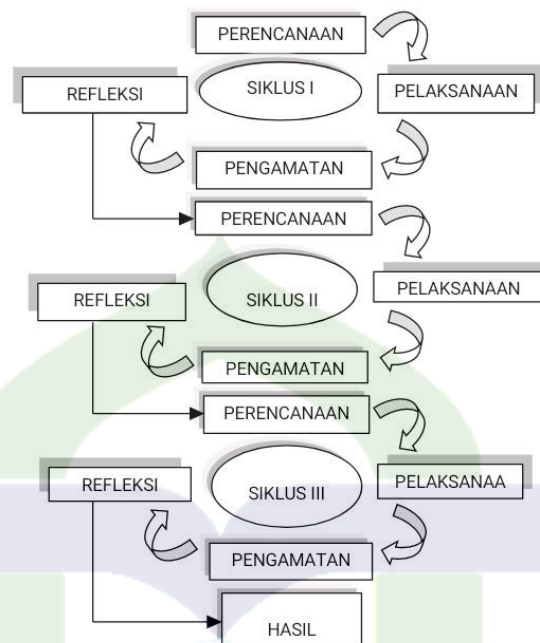 PERENCANAAN
REFLEKSI
SIKLUS I
PELAKSANAAN
PENGAMATAN
PERENCANAAN
REFLEKSI
SIKLUS II
PELAKSANAAN
PENGAMATAN
PERENCANAAN
REFLEKSI
SIKLUS III
PELAKSANAA
PENGAMATAN
HASIL